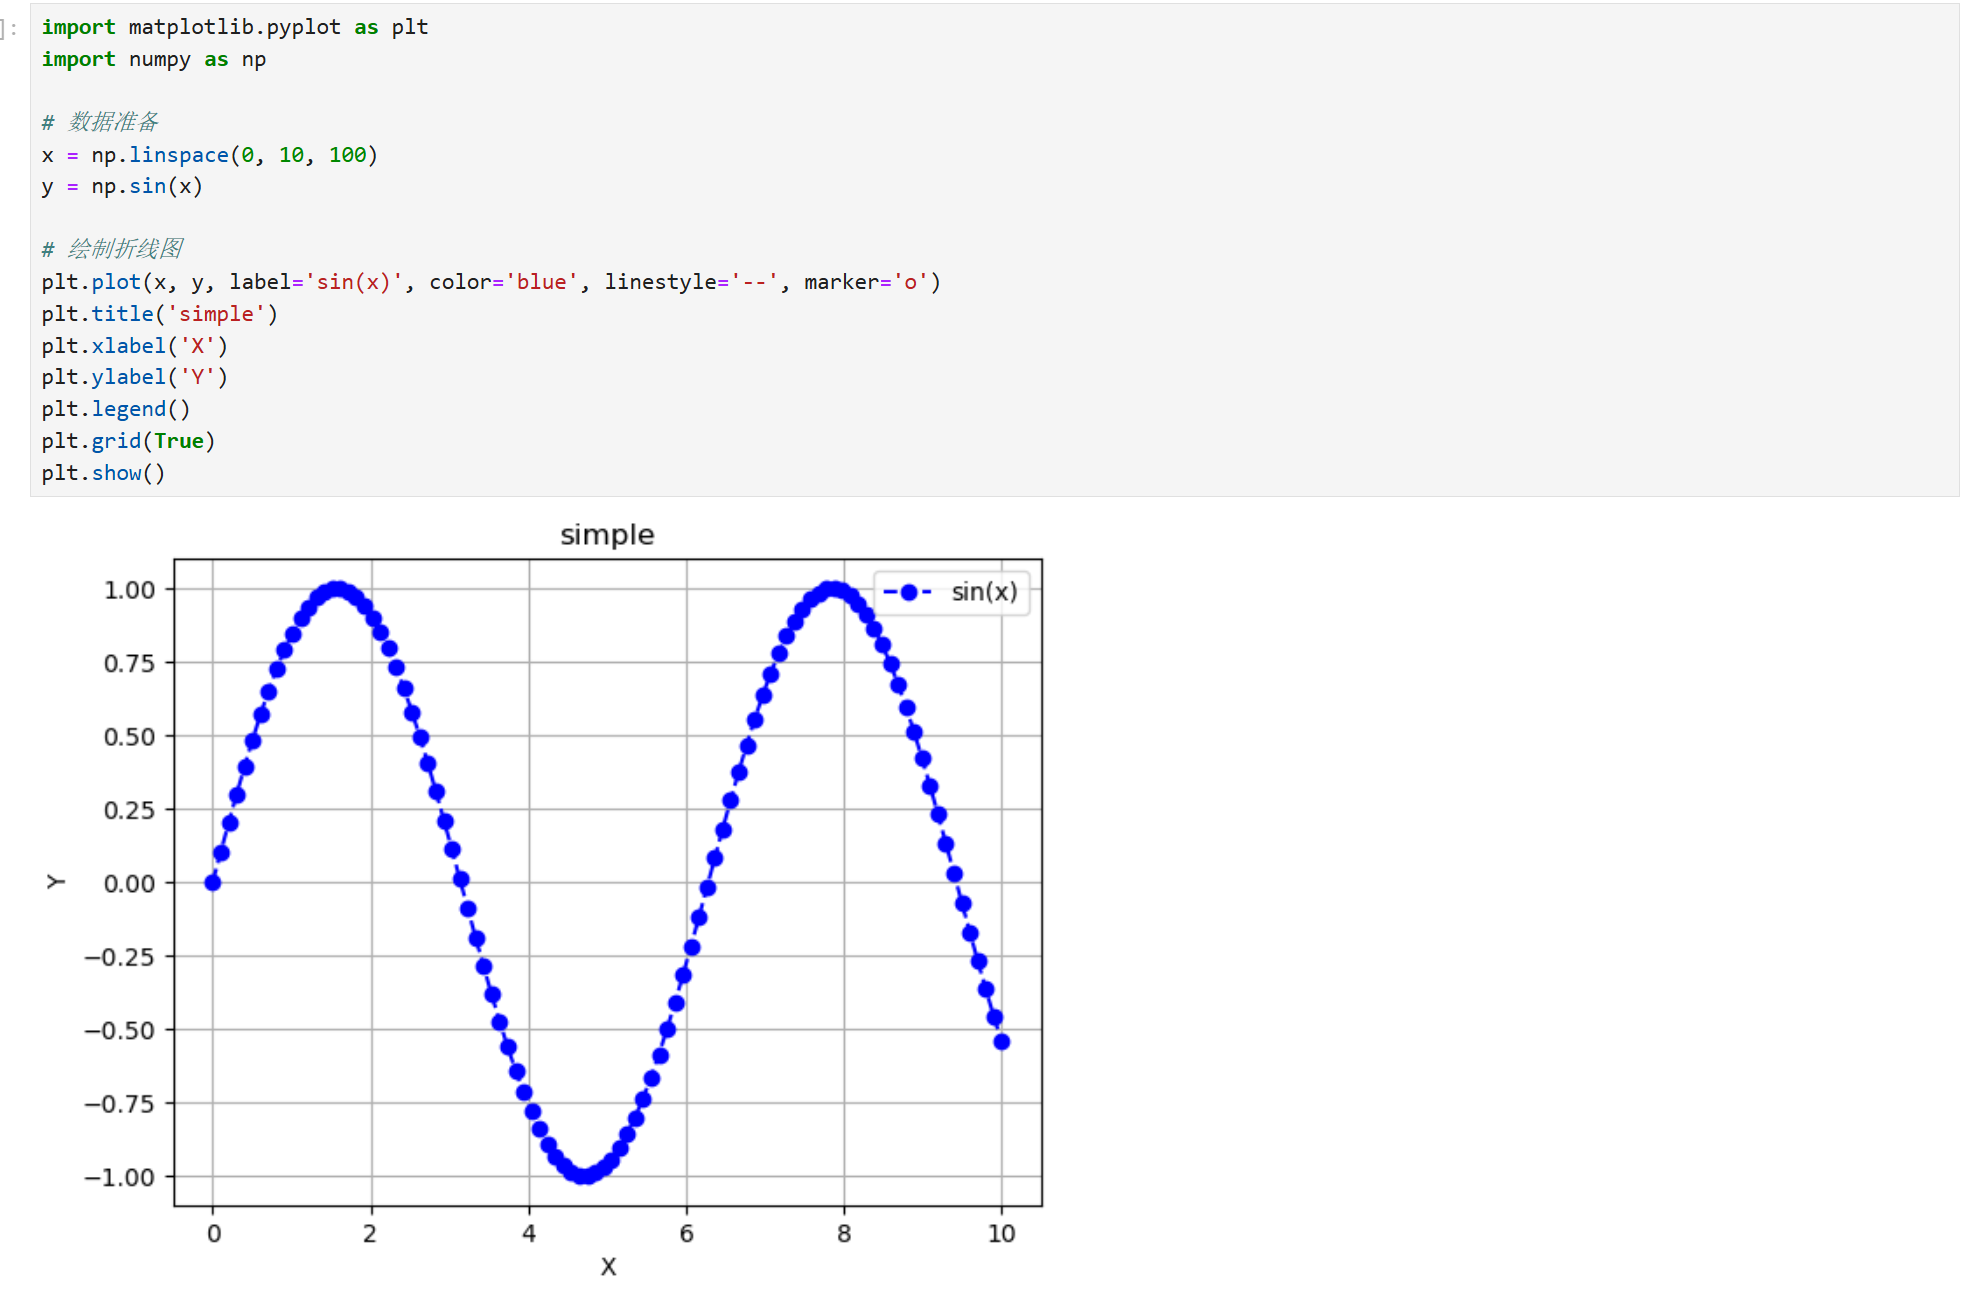 ]:
import matplotlib.pyplot as plt
import numpy as np
# 数据准备
x = np.linspace(0, 10, 100)
y = np.sin(x)
# 绘制折线图
plt.plot(x, y, label='sin(x)', color='blue', linestyle='--', marker='o')
plt.title('simple')
plt.xlabel('X')
plt.ylabel('Y')
plt.legend()
plt.grid(True)
plt.show()
simple
sin(x)
1.00
0.75
0.50
0.25
0.00
−0.25
−0.50
−0.75
−1.00
Y
0 2 4 6 8 10
X